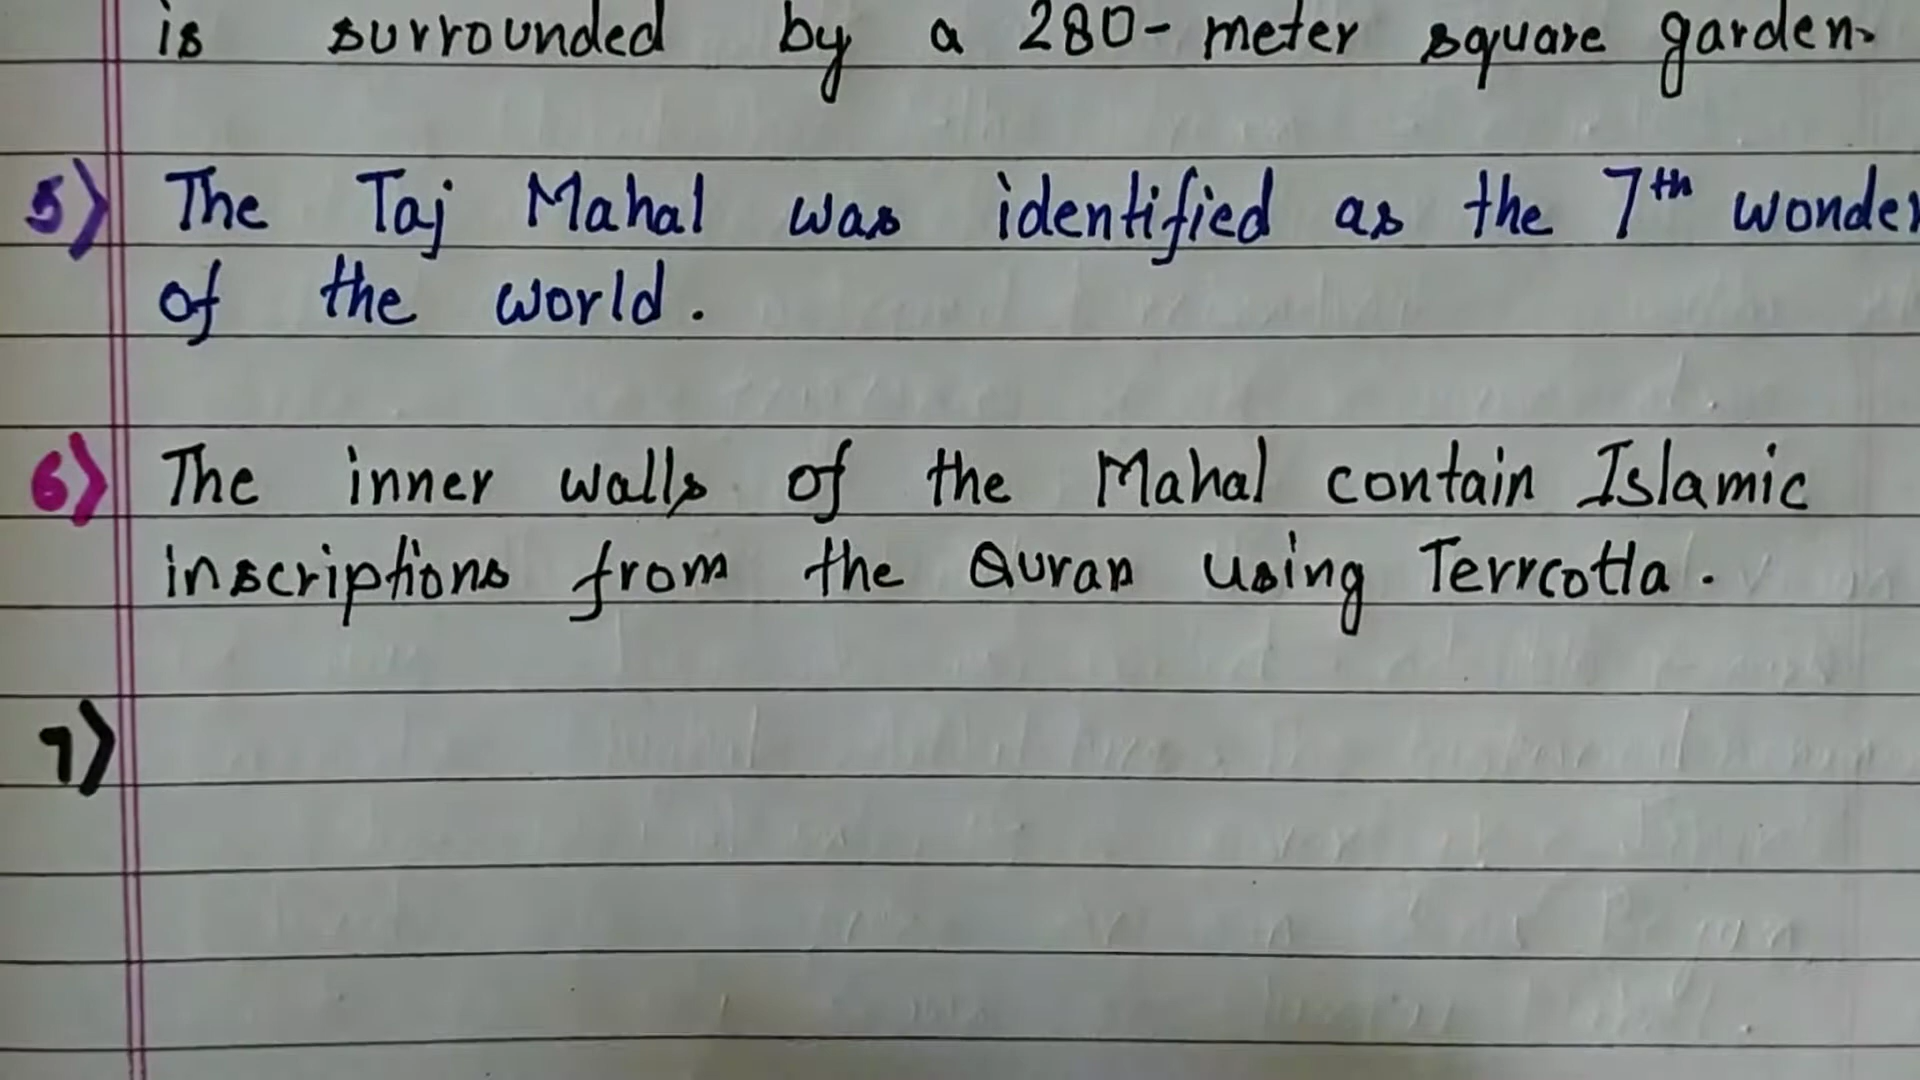 is surrounded by a 280-meter square garden.
5) The Taj Mahal was identified as the 7th wonder
of the world.
6) The inner walls of the Mahal contain Islamic
inscriptions from the Quran using Terrcotta.
7)